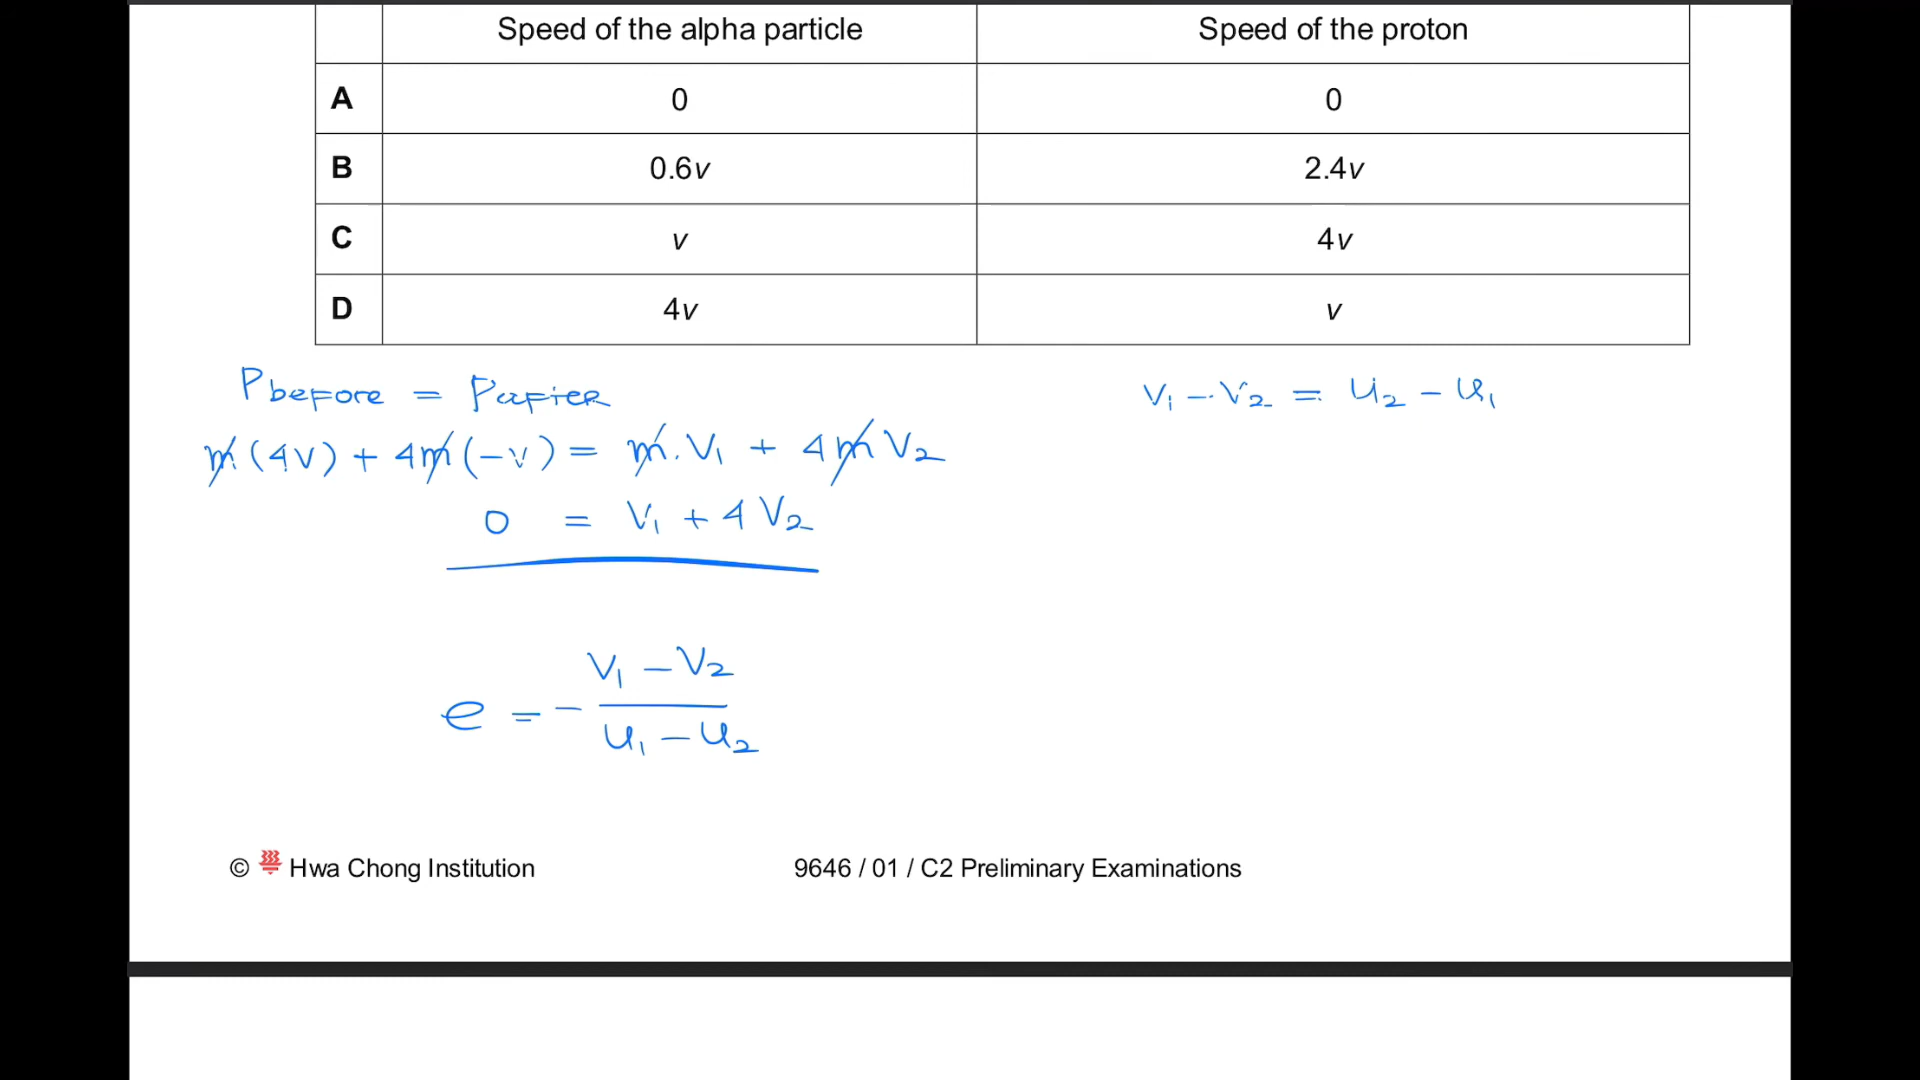 Speed of the alpha particle Speed of the proton
A 0 0
B 0.6v 2.4v
C v 4v
D 4v v
Pbefore = Pafter V₁ - V₂ = U₂ - U₁
m(4V) + 4m(-v) = m.V₁ + 4mV₂
0 = V₁ + 4V₂
e = - (V₁ - V₂)/(U₁ - U₂)
© Hwa Chong Institution 9646 / 01 / C2 Preliminary Examinations